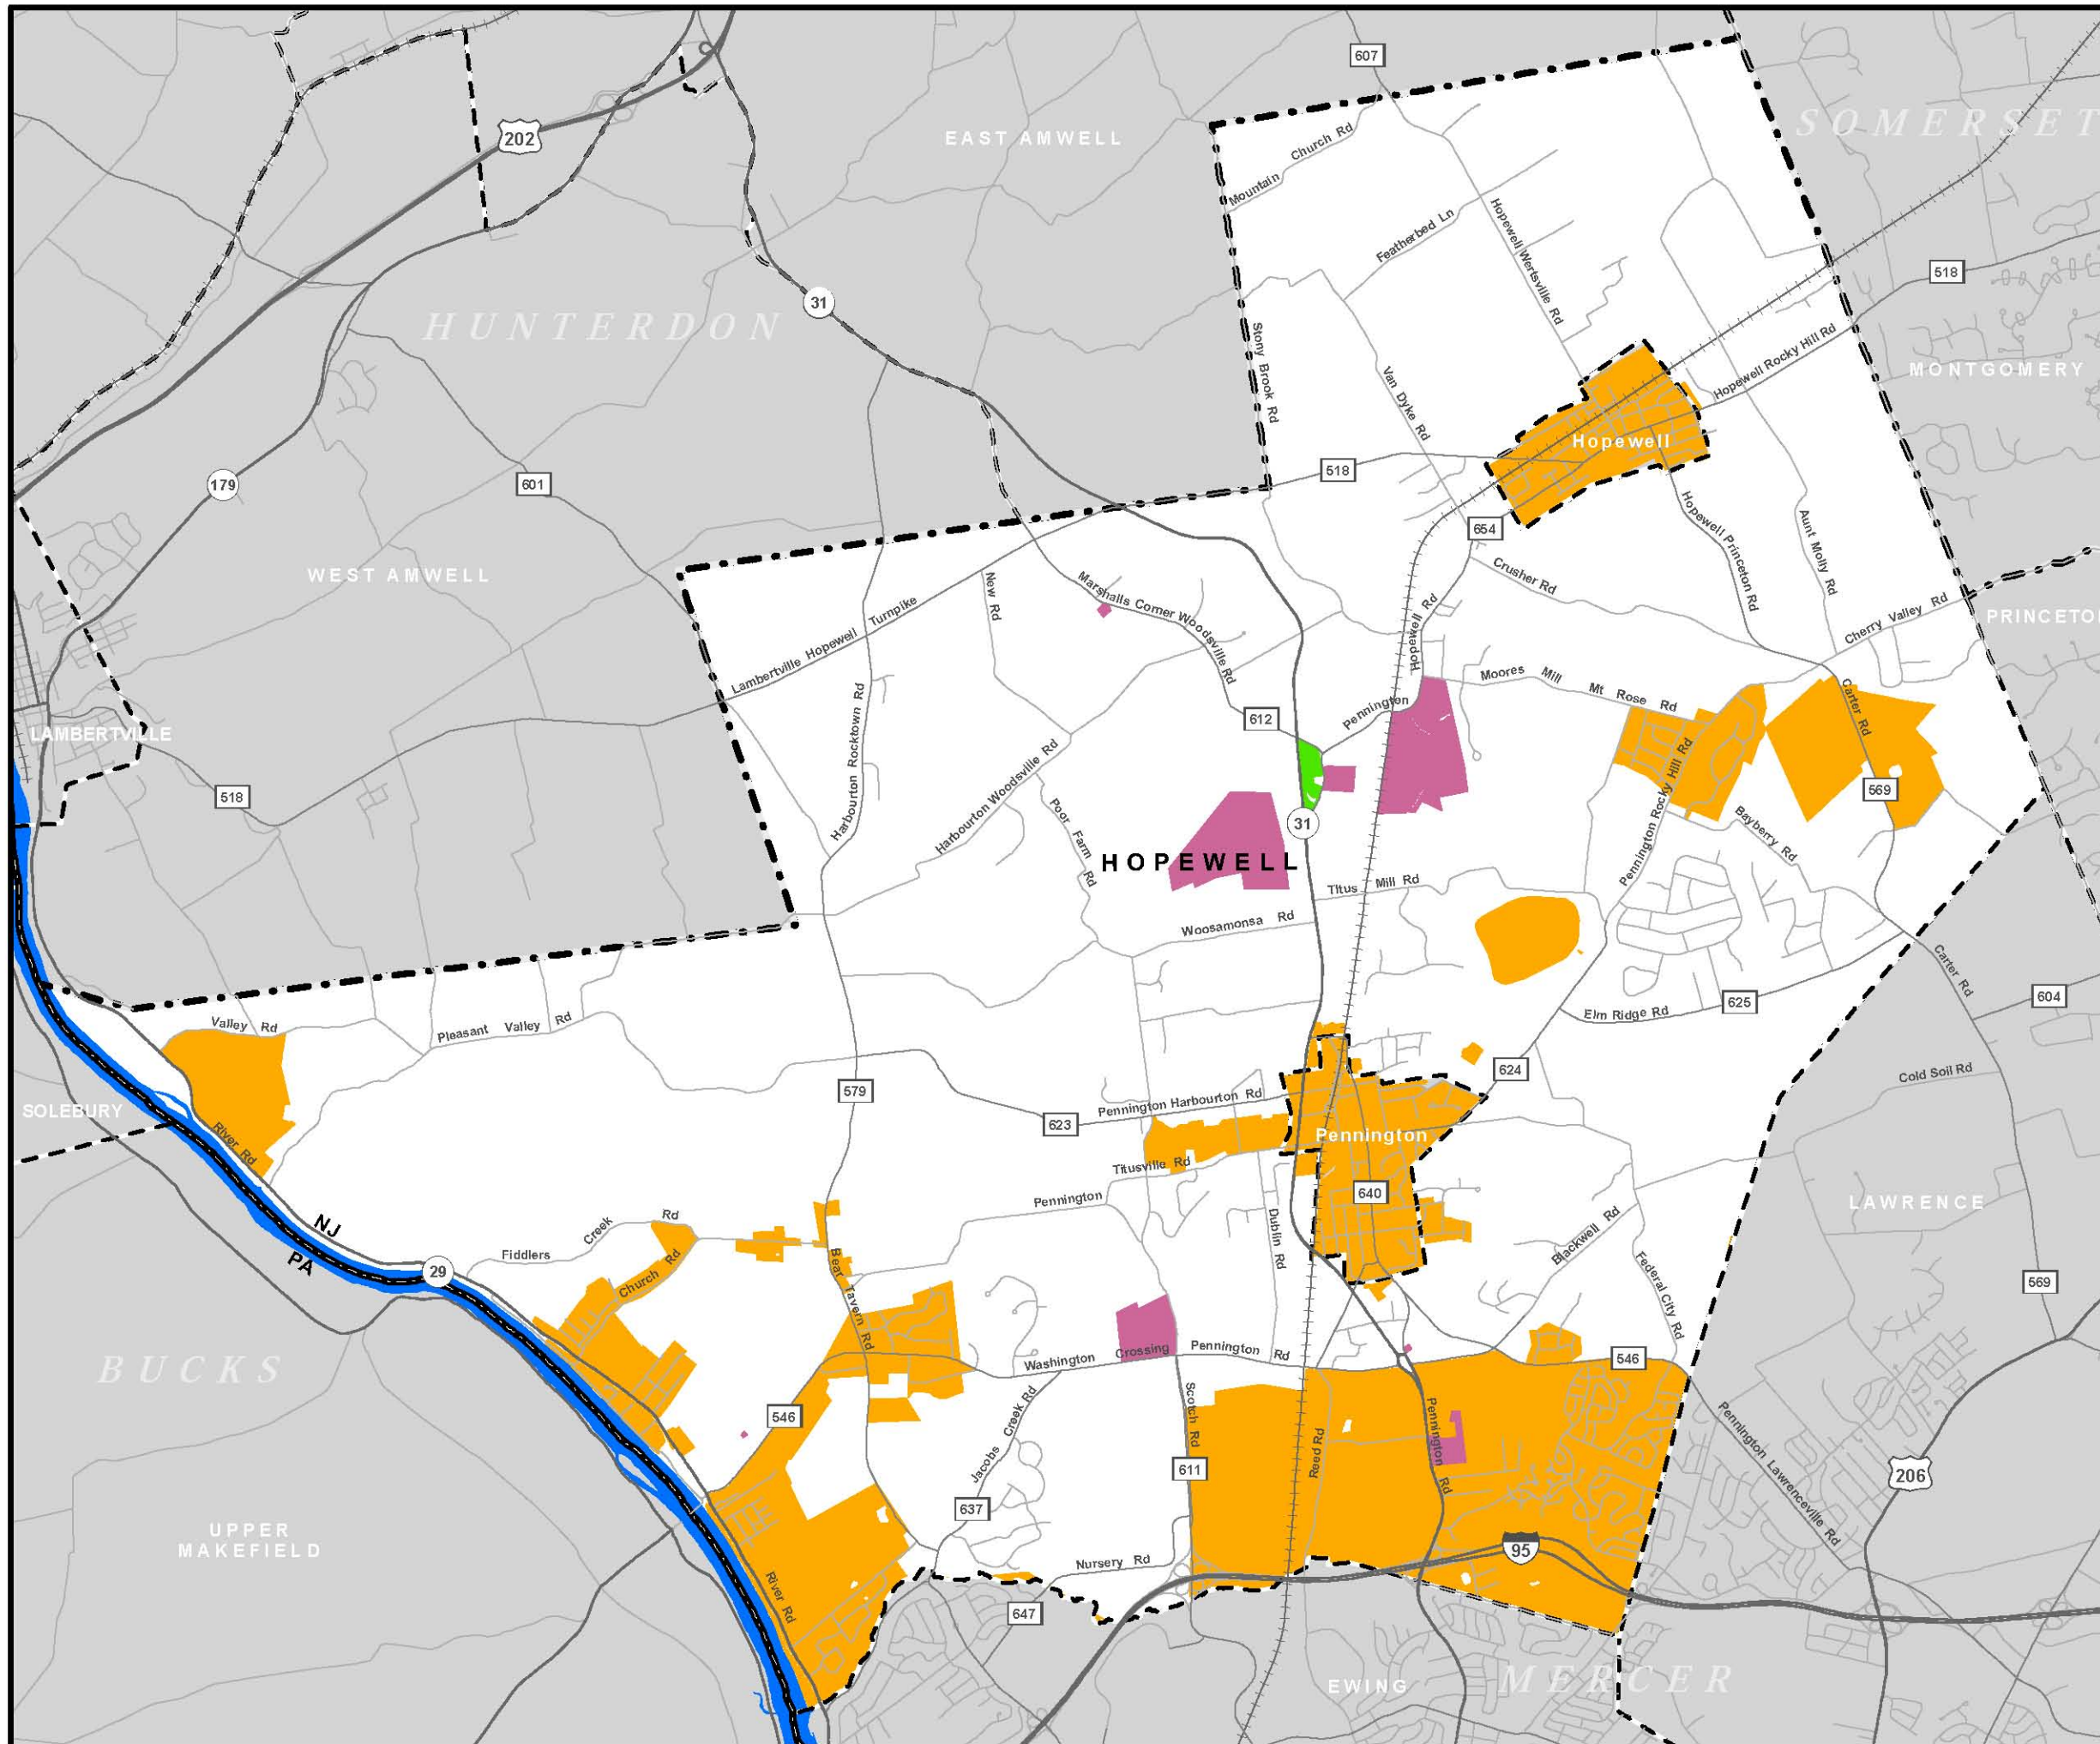 607
SOMERSET
202
EAST AMWELL
Mountain Church Rd
Featherbed Ln
Hopewell Wertsville Rd
518
31
HUNTERDON
Stony Brook Rd
Van Dyke Rd
Hopewell Rocky Hill Rd
MONTGOMERY
Hopewell
179
601
518
654
Hopewell Princeton Rd
Aunt Molly Rd
WEST AMWELL
New Rd
Marshalls Corner Woodsville Rd
Crusher Rd
Cherry Valley Rd
Lambertville Hopewell Turnpike
Pennington Hopewell Rd
Moores Mill Mt Rose Rd
Harbourton Rocktown Rd
612
LAMBERTVILLE
Carter Rd
518
Harbourton Woodsville Rd
Poor Farm Rd
31
Pennington Rocky Hill Rd
569
Bayberry Rd
HOPEWELL
Titus Mill Rd
Woosamonsa Rd
Carter Rd
604
625
Elm Ridge Rd
Valley Rd
Pleasant Valley Rd
624
Cold Soil Rd
579
SOLEBURY
623
Pennington Harbourton Rd
Pennington
River Rd
Pennington Titusville Rd
640
LAWRENCE
NJ
PA
Fiddlers Creek Rd
Church Rd
Dublin Rd
Blackwell Rd
29
Bear Tavern Rd
Federal City Rd
569
BUCKS
Washington Crossing Pennington Rd
546
546
Scotch Rd
Jacobs Creek Rd
Reed Rd
Pennington Rd
Pennington Lawrenceville Rd
611
206
637
UPPER
MAKEFIELD
95
Nursery Rd
River Rd
647
EWING
MERCER